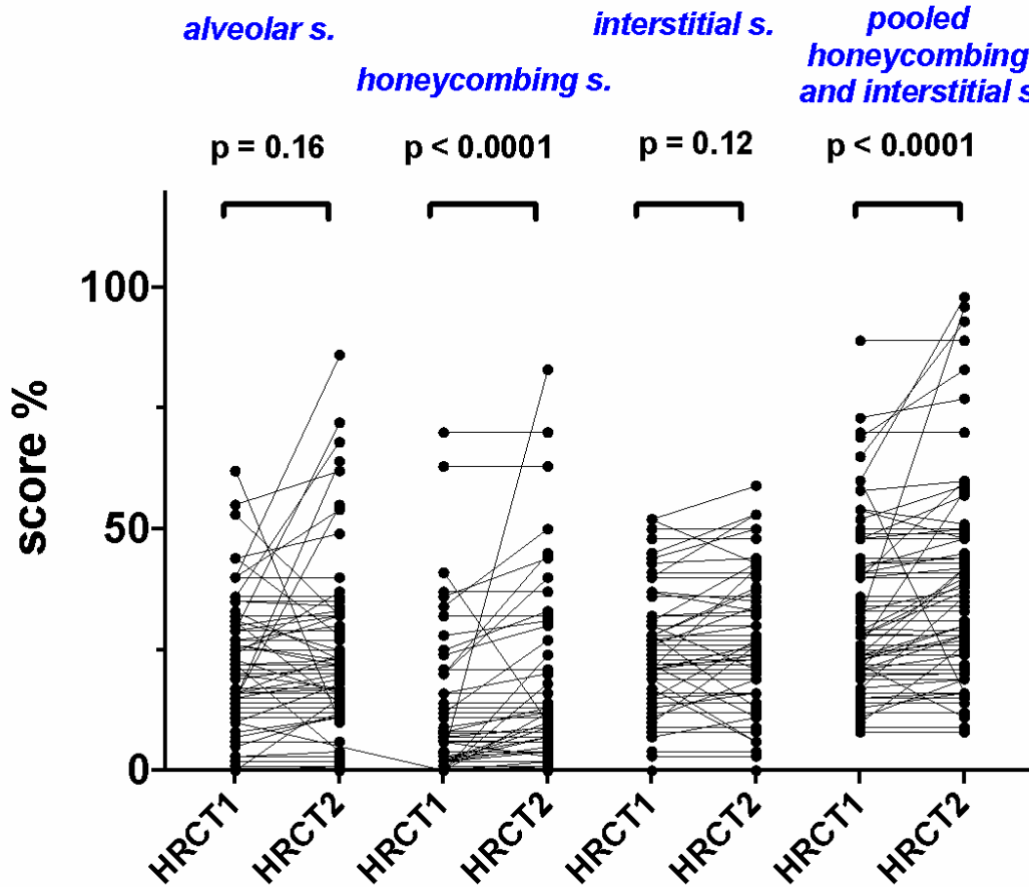 alveolar s.
honeycombing s.
interstitial s.
pooled
honeycombing
and interstitial s
p = 0.16
p < 0.0001
p = 0.12
p < 0.0001
score %
100
50
0
HRCT1
HRCT2
HRCT1
HRCT2
HRCT1
HRCT2
HRCT1
HRCT2